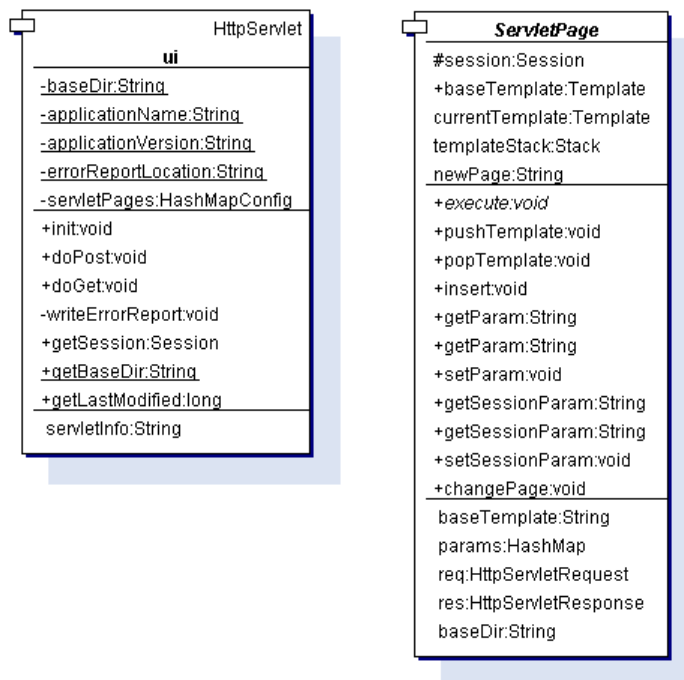 HttpServlet
ui
-baseDir:String
-applicationName:String
-applicationVersion:String
-errorReportLocation:String
-servletPages:HashMapConfig
+init:void
+doPost:void
+doGet:void
-writeErrorReport:void
+getSession:Session
+getBaseDir:String
+getLastModified:long
servletInfo:String
ServletPage
#session:Session
+baseTemplate:Template
currentTemplate:Template
templateStack:Stack
newPage:String
+execute:void
+pushTemplate:void
+popTemplate:void
+insert:void
+getParam:String
+getParam:String
+setParam:void
+getSessionParam:String
+getSessionParam:String
+setSessionParam:void
+changePage:void
baseTemplate:String
params:HashMap
req:HttpServletRequest
res:HttpServletResponse
baseDir:String